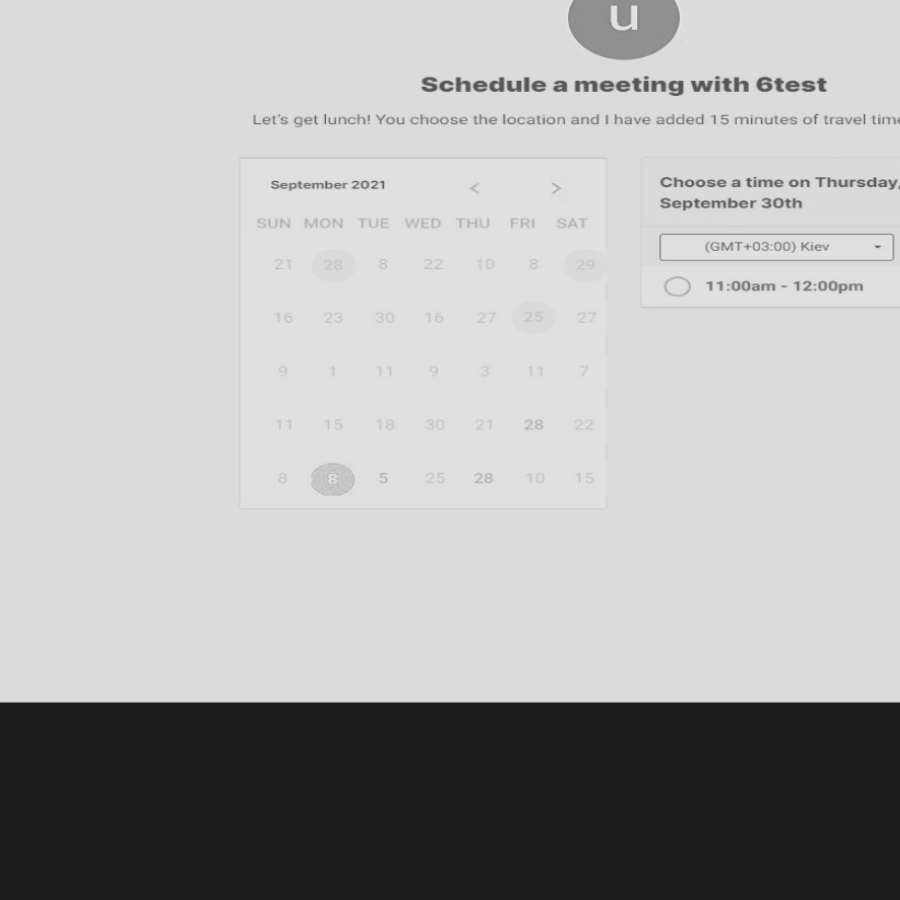 u
Schedule a meeting with 6test
Let's get lunch! You choose the location and I have added 15 minutes of travel time
September 2021 < >
SUN MON TUE WED THU FRI SAT
21 28 8 22 10 8 29
16 23 30 16 27 25 27
9 1 11 9 3 11 7
11 15 18 30 21 28 22
8 8 5 25 28 10 15
Choose a time on Thursday,
September 30th
(GMT+03:00) Kiev
11:00am - 12:00pm